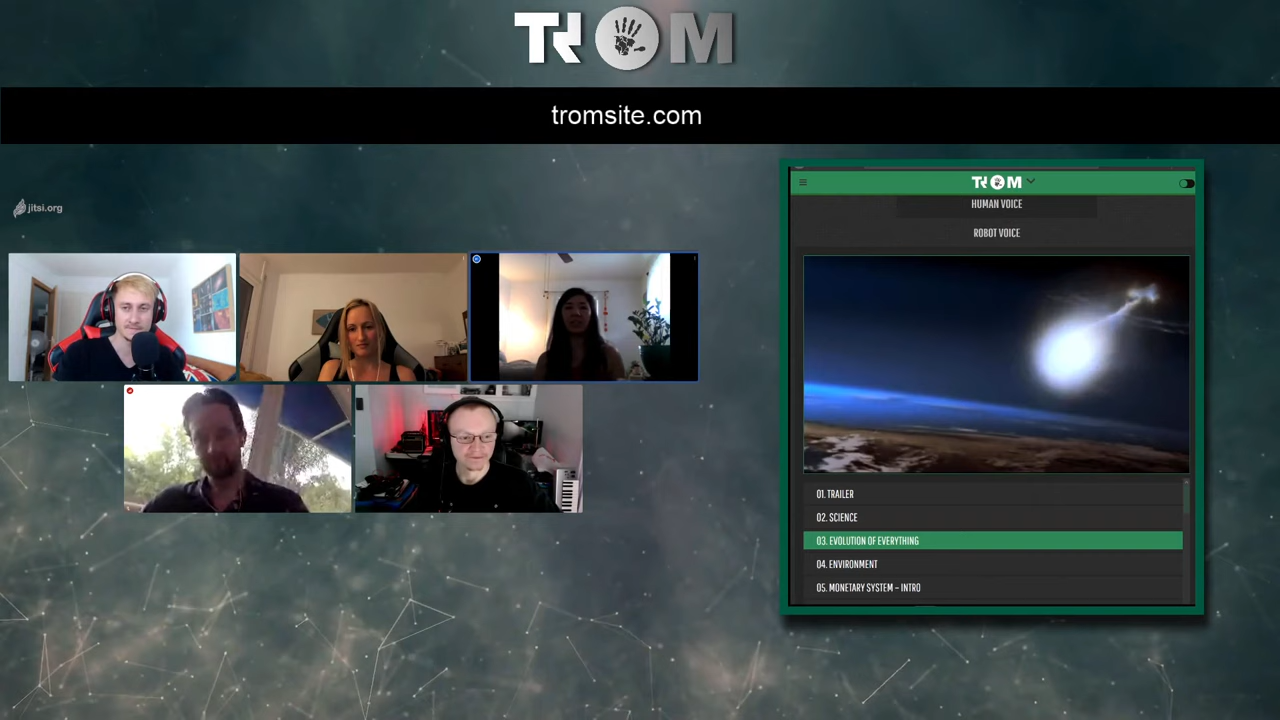 TROM
tromsite.com
jitsi.org
TROM
HUMAN VOICE
ROBOT VOICE
01. TRAILER
02. SCIENCE
03. EVOLUTION OF EVERYTHING
04. ENVIRONMENT
05. MONETARY SYSTEM – INTRO